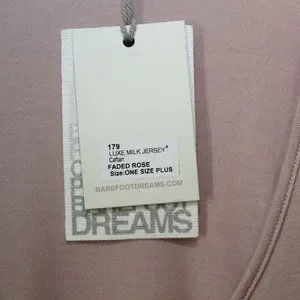 179
LUXE MILK JERSEY®
Caftan
FADED ROSE
Size:ONE SIZE PLUS
BAREFOOTDREAMS.COM
DREAMS